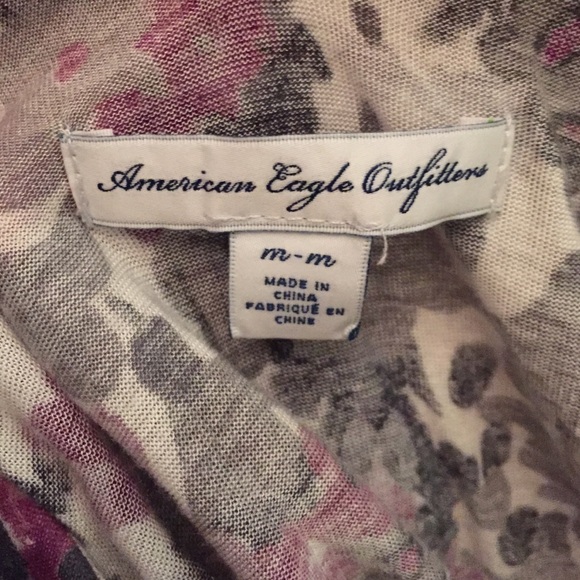 American Eagle Outfitters
m-m
MADE IN
CHINA
FABRIQUÉ EN
CHINE